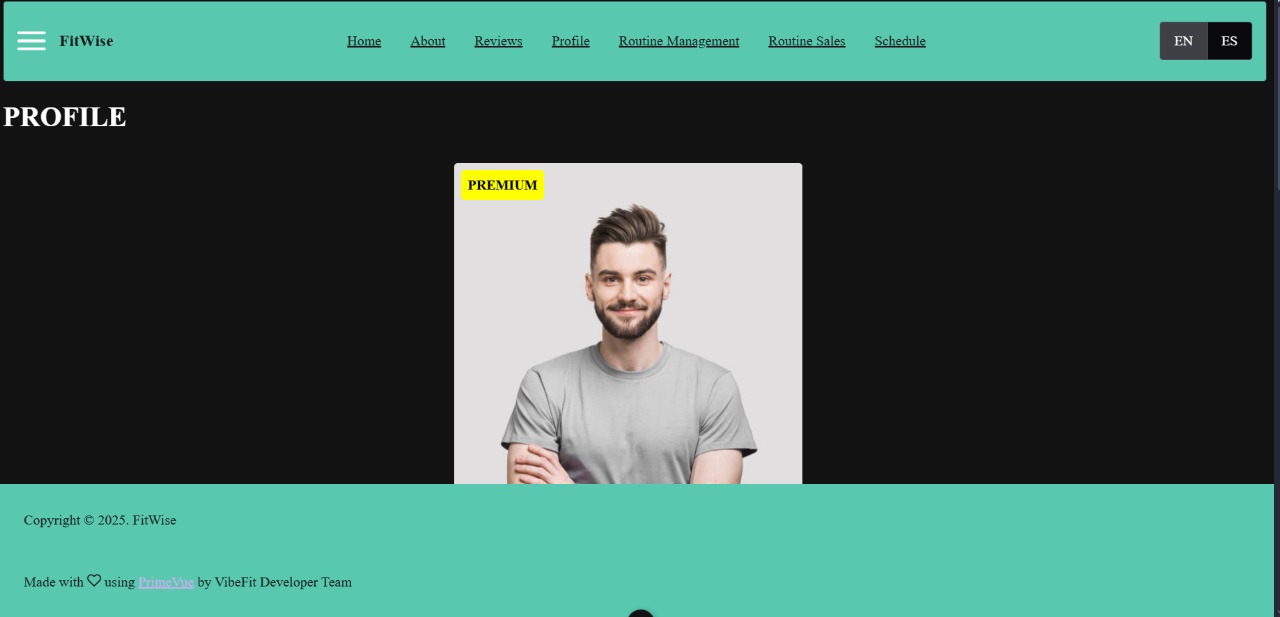 FitWise Home About Reviews Profile Routine Management Routine Sales Schedule EN ES
PROFILE
PREMIUM
Copyright © 2025. FitWise
Made with ♡ using PrimeVue by VibeFit Developer Team